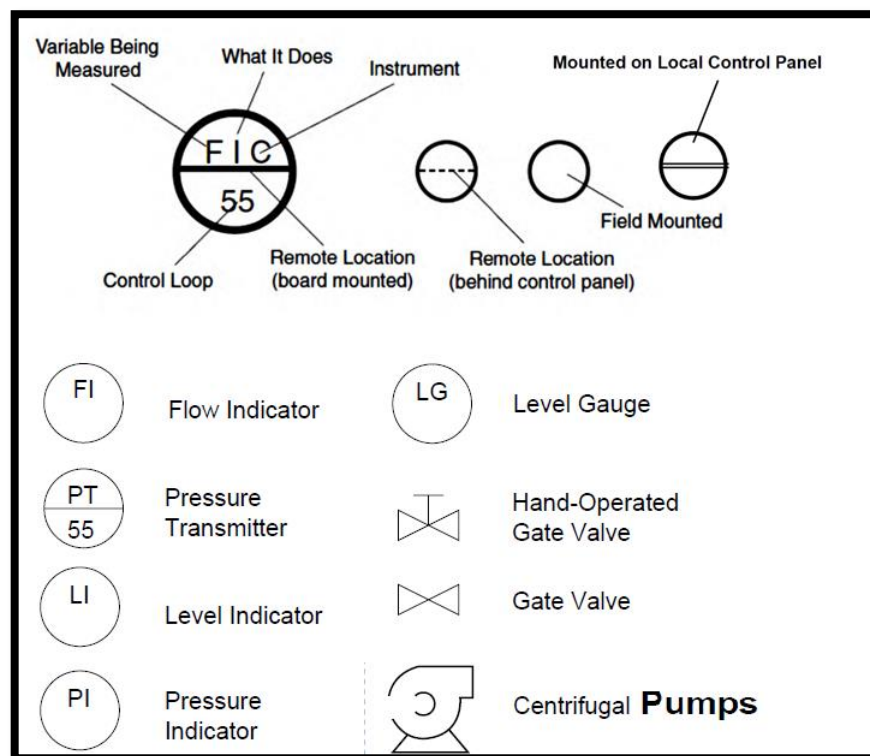 Variable Being
Measured
What It Does
Instrument
Mounted on Local Control Panel
F I C
55
Control Loop
Remote Location
(board mounted)
Remote Location
(behind control panel)
Field Mounted
FI
Flow Indicator
LG
Level Gauge
PT
55
Pressure
Transmitter
Hand-Operated
Gate Valve
LI
Level Indicator
Gate Valve
PI
Pressure
Indicator
Centrifugal Pumps